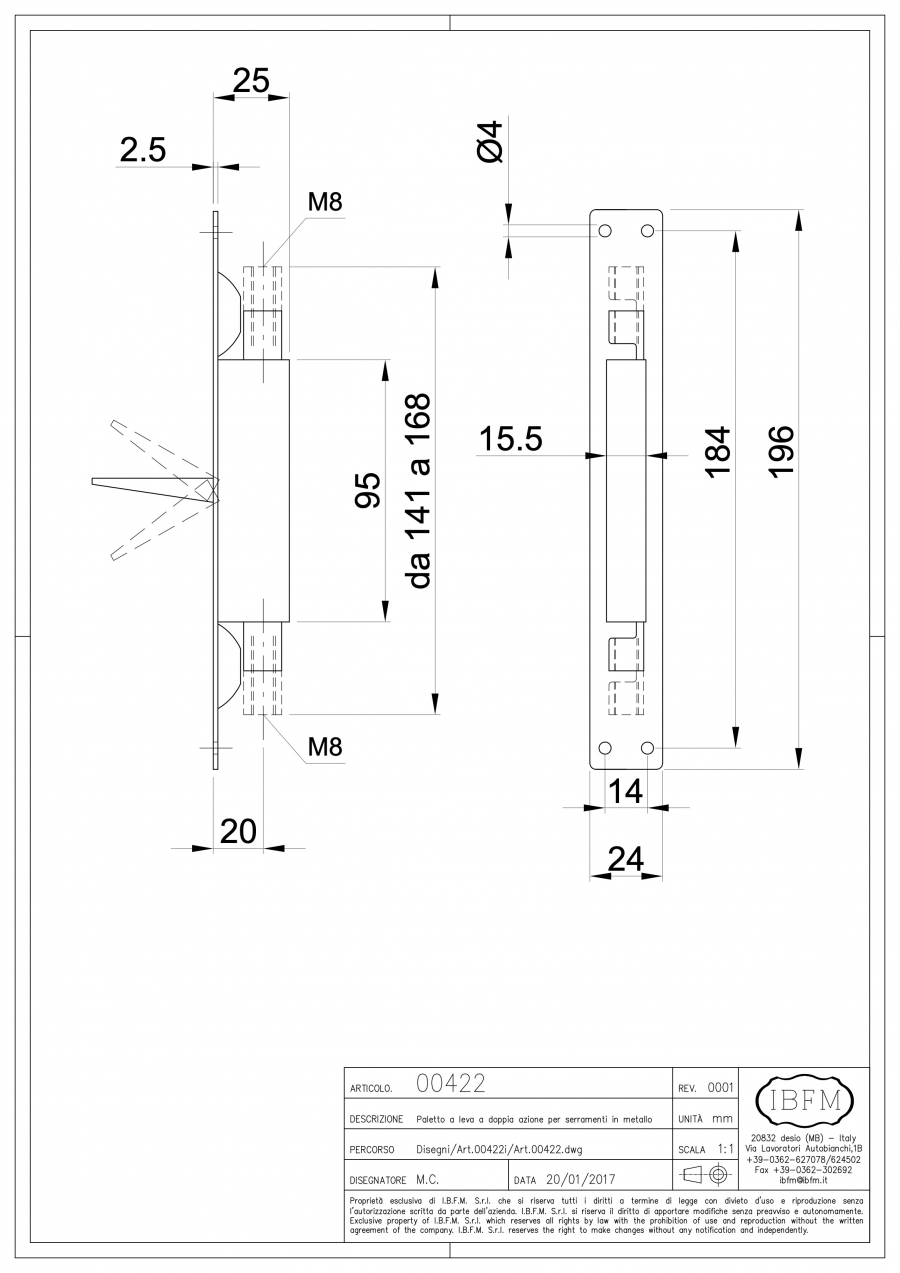 25
2.5
M8
Ø4
15.5
95
da 141 a 168
184
196
M8
14
20
24
ARTICOLO. 00422
REV. 0001
DESCRIZIONE Paletto a leva a doppia azione per serramenti in metallo
UNITÀ mm
PERCORSO Disegni/Art.00422i/Art.00422.dwg
SCALA 1:1
DISEGNATORE M.C.
DATA 20/01/2017
IBFM
20832 desio (MB) – Italy
Via Lavoratori Autobianchi,1B
+39-0362-627078/624502
Fax +39-0362-302692
ibfm@ibfm.it
Proprietà esclusiva di I.B.F.M. S.r.l. che si riserva tutti i diritti a termine di legge con divieto d'uso e riproduzione senza
l'autorizzazione scritta da parte dell'azienda. I.B.F.M. S.r.l. si riserva il diritto di apportare modifiche senza preavviso e autonomamente.
Exclusive property of I.B.F.M. S.r.l. which reserves all rights by law with the prohibition of use and reproduction without the written
agreement of the company. I.B.F.M. S.r.l. reserves the right to make changes without any notification and independently.